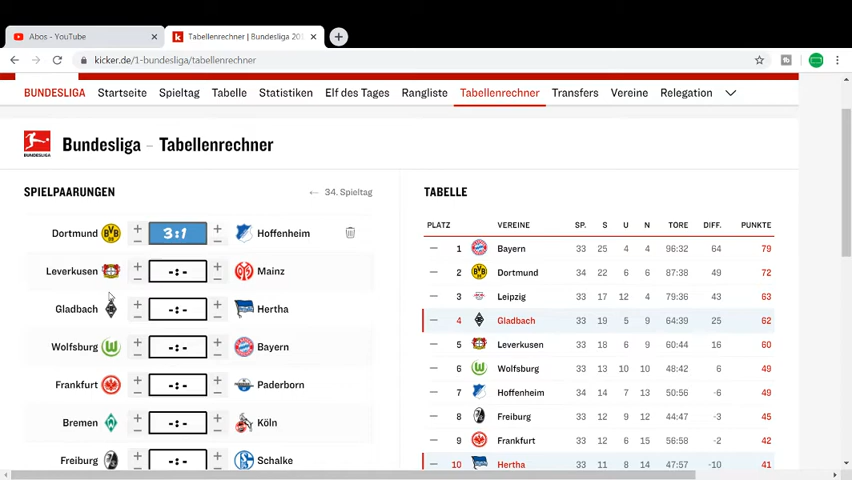 Abos - YouTube
Tabellenrechner | Bundesliga 201
kicker.de/1-bundesliga/tabellenrechner
BUNDESLIGA Startseite Spieltag Tabelle Statistiken Elf des Tages Rangliste Tabellenrechner Transfers Vereine Relegation
BUNDESLIGA
Bundesliga – Tabellenrechner
SPIELPAARUNGEN ← 34. Spieltag
Dortmund BVB 09 + − 3:1 + − Hoffenheim
Leverkusen + − -:- + − Mainz
Gladbach + − -:- + − Hertha
Wolfsburg + − -:- + − Bayern
Frankfurt + − -:- + − Paderborn
Bremen + − -:- + − Köln
Freiburg + -:- + Schalke
TABELLE
PLATZ VEREINE SP. S U N TORE DIFF. PUNKTE
— 1 Bayern 33 25 4 4 96:32 64 79
— 2 Dortmund 34 22 6 6 87:38 49 72
— 3 Leipzig 33 17 12 4 79:36 43 63
— 4 Gladbach 33 19 5 9 64:39 25 62
— 5 Leverkusen 33 18 6 9 60:44 16 60
— 6 Wolfsburg 33 13 10 10 48:42 6 49
— 7 Hoffenheim 34 14 7 13 50:56 -6 49
— 8 Freiburg 33 12 9 12 44:47 -3 45
— 9 Frankfurt 33 12 6 15 56:58 -2 42
— 10 Hertha 33 11 8 14 47:57 -10 41